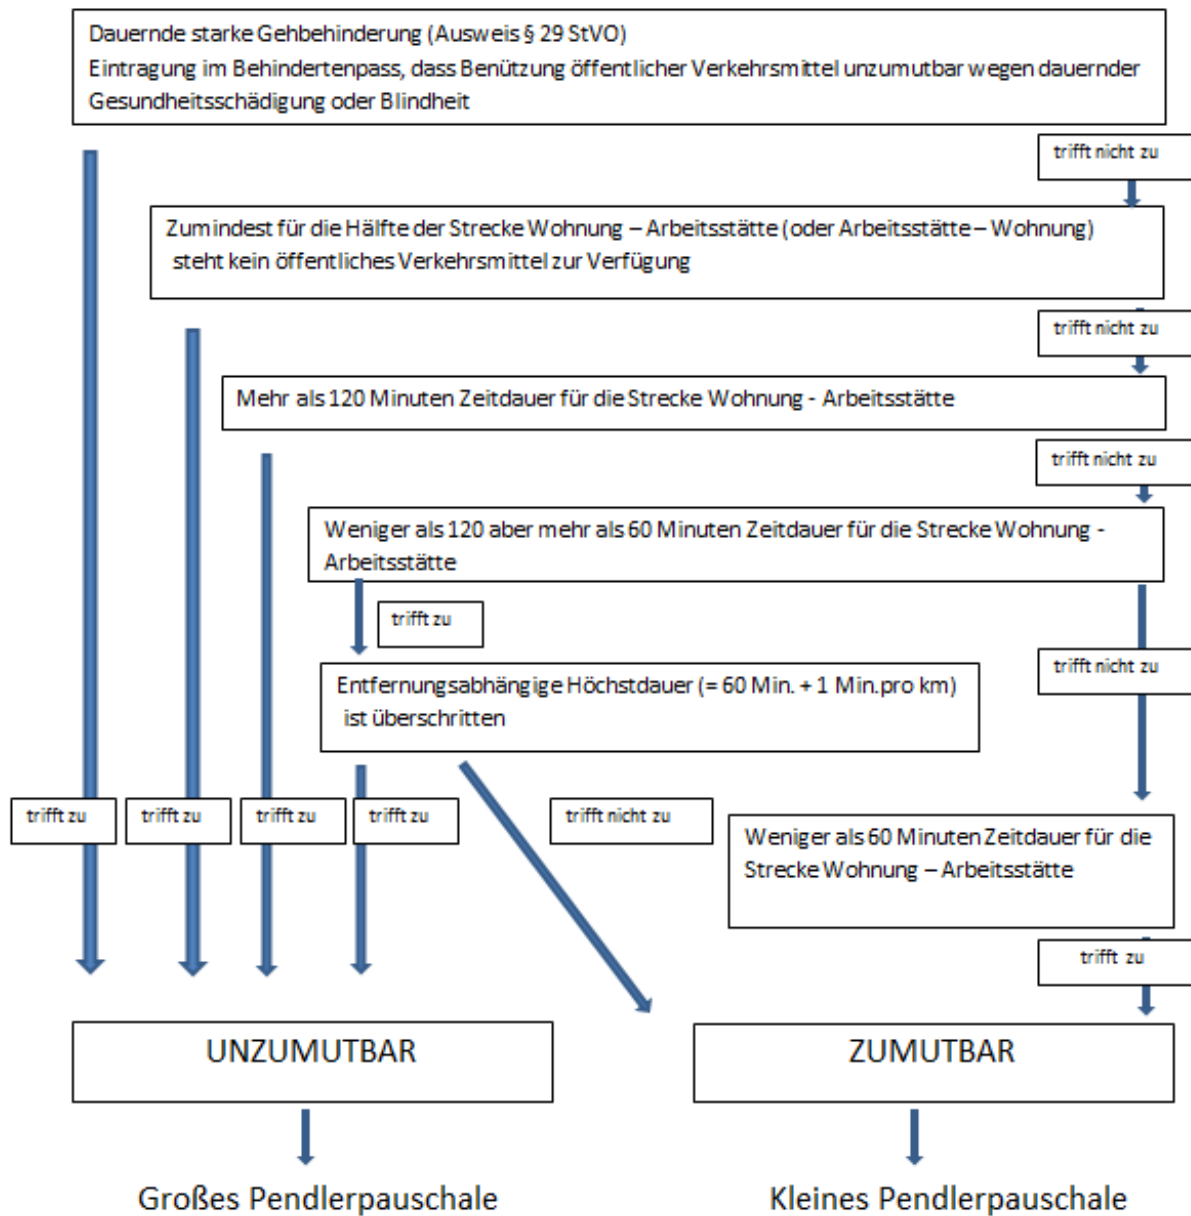 Dauernde starke Gehbehinderung (Ausweis § 29 StVO)
Eintragung im Behindertenpass, dass Benützung öffentlicher Verkehrsmittel unzumutbar wegen dauernder
Gesundheitsschädigung oder Blindheit
trifft nicht zu
Zumindest für die Hälfte der Strecke Wohnung – Arbeitsstätte (oder Arbeitsstätte – Wohnung)
steht kein öffentliches Verkehrsmittel zur Verfügung
trifft nicht zu
Mehr als 120 Minuten Zeitdauer für die Strecke Wohnung - Arbeitsstätte
trifft nicht zu
Weniger als 120 aber mehr als 60 Minuten Zeitdauer für die Strecke Wohnung -
Arbeitsstätte
trifft zu
trifft nicht zu
Entfernungsabhängige Höchstdauer (= 60 Min. + 1 Min.pro km)
ist überschritten
trifft zu
trifft zu
trifft zu
trifft zu
trifft nicht zu
Weniger als 60 Minuten Zeitdauer für die
Strecke Wohnung – Arbeitsstätte
trifft zu
UNZUMUTBAR
ZUMUTBAR
Großes Pendlerpauschale
Kleines Pendlerpauschale